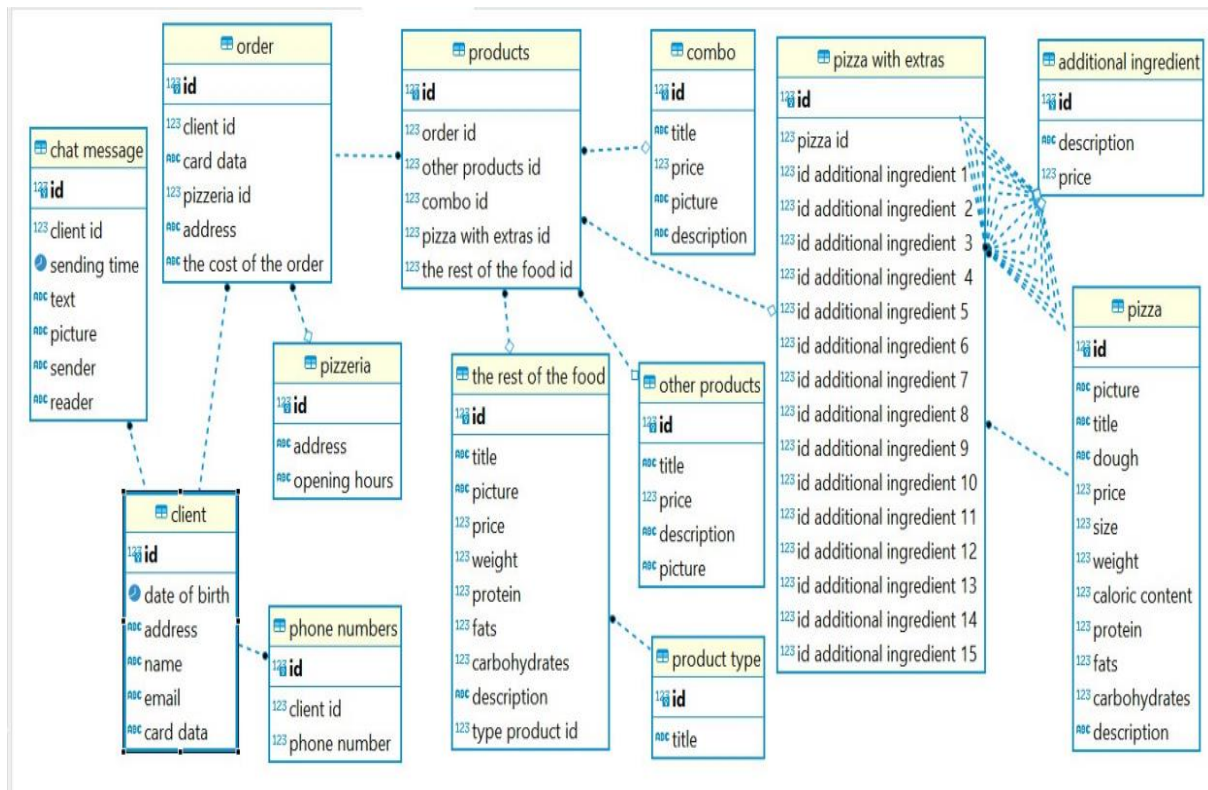 chat message
id
client id
sending time
text
picture
sender
reader
order
id
client id
card data
pizzeria id
address
the cost of the order
products
id
order id
other products id
combo id
pizza with extras id
the rest of the food id
combo
id
title
price
picture
description
pizza with extras
id
pizza id
id additional ingredient 1
id additional ingredient 2
id additional ingredient 3
id additional ingredient 4
id additional ingredient 5
id additional ingredient 6
id additional ingredient 7
id additional ingredient 8
id additional ingredient 9
id additional ingredient 10
id additional ingredient 11
id additional ingredient 12
id additional ingredient 13
id additional ingredient 14
id additional ingredient 15
additional ingredient
id
description
price
pizza
id
picture
title
dough
price
size
weight
caloric content
protein
fats
carbohydrates
description
pizzeria
id
address
opening hours
the rest of the food
id
title
picture
price
weight
protein
fats
carbohydrates
description
type product id
other products
id
title
price
description
picture
client
id
date of birth
address
name
email
card data
phone numbers
id
client id
phone number
product type
id
title